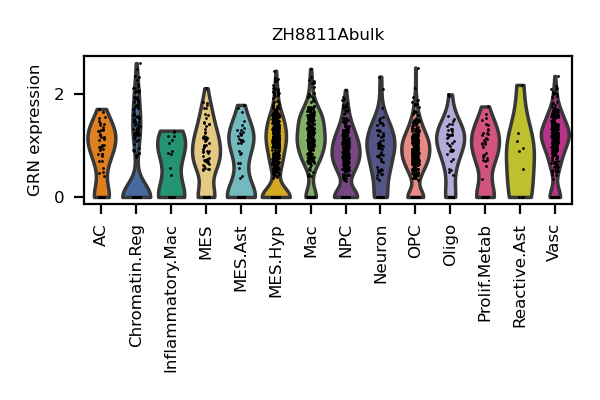 ZH8811Abulk
GRN expression
2
0
AC
Chromatin.Reg
Inflammatory.Mac
MES
MES.Ast
MES.Hyp
Mac
NPC
Neuron
OPC
Oligo
Prolif.Metab
Reactive.Ast
Vasc